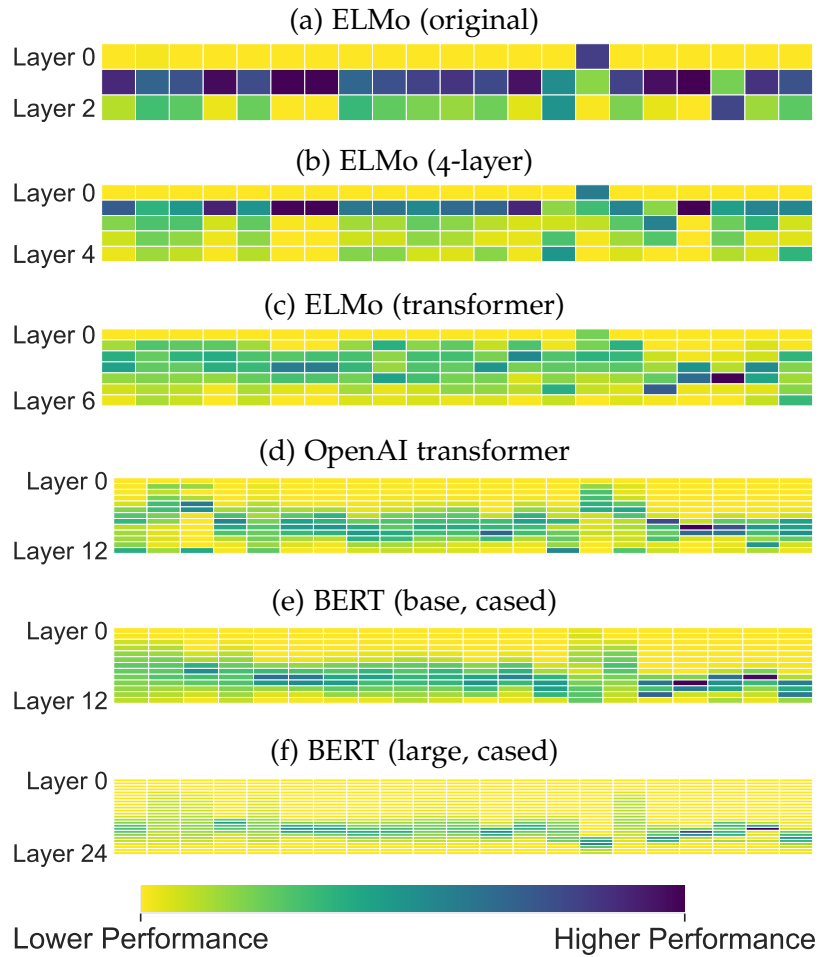 (a) ELMo (original)
Layer 0
Layer 2
(b) ELMo (4-layer)
Layer 0
Layer 4
(c) ELMo (transformer)
Layer 0
Layer 6
(d) OpenAI transformer
Layer 0
Layer 12
(e) BERT (base, cased)
Layer 0
Layer 12
(f) BERT (large, cased)
Layer 0
Layer 24
Lower Performance Higher Performance